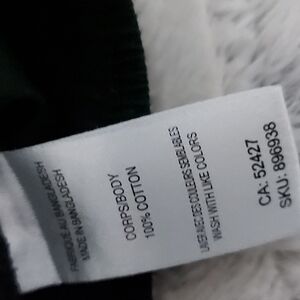 FABRIQUE AU BANGLADESH
MADE IN BANGLADESH
CORPS/BODY
100% COTTON
LAVER AVEC DES COULEURS SEMBLABLES
WASH WITH LIKE COLORS
CA: 52427
SKU: 896938